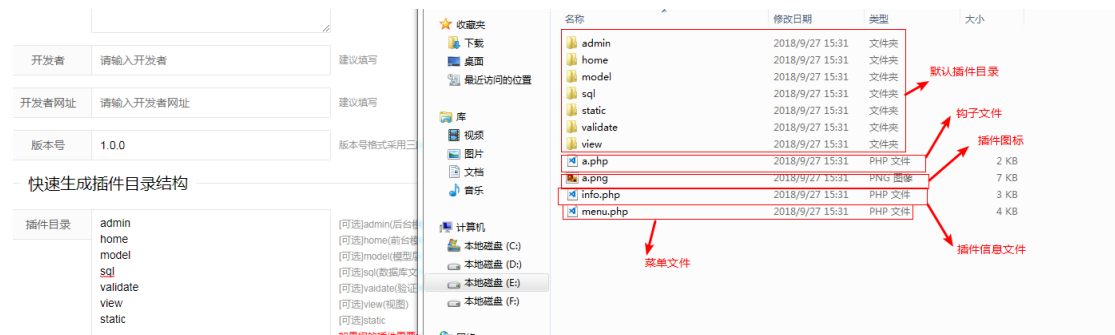 开发者 请输入开发者 建议填写
开发者网址 请输入开发者网址 建议填写
版本号 1.0.0 版本号格式采用三
快速生成插件目录结构
插件目录
admin [可选]admin(后台模
home [可选]home(前台模
model [可选]model(模型层
sql [可选]sql(数据库文
validate [可选]vaidate(验证
view [可选]view(视图)
static [可选]static
收藏夹
下载
桌面
最近访问的位置
库
视频
图片
文档
音乐
计算机
本地磁盘 (C:)
本地磁盘 (D:)
本地磁盘 (E:)
本地磁盘 (F:)
名称 修改日期 类型 大小
admin 2018/9/27 15:31 文件夹
home 2018/9/27 15:31 文件夹
model 2018/9/27 15:31 文件夹
sql 2018/9/27 15:31 文件夹
static 2018/9/27 15:31 文件夹
validate 2018/9/27 15:31 文件夹
view 2018/9/27 15:31 文件夹
a.php 2018/9/27 15:31 PHP 文件 2 KB
a.png 2018/9/27 15:31 PNG 图像 7 KB
info.php 2018/9/27 15:31 PHP 文件 3 KB
menu.php 2018/9/27 15:31 PHP 文件 4 KB
默认插件目录
钩子文件
插件图标
插件信息文件
菜单文件